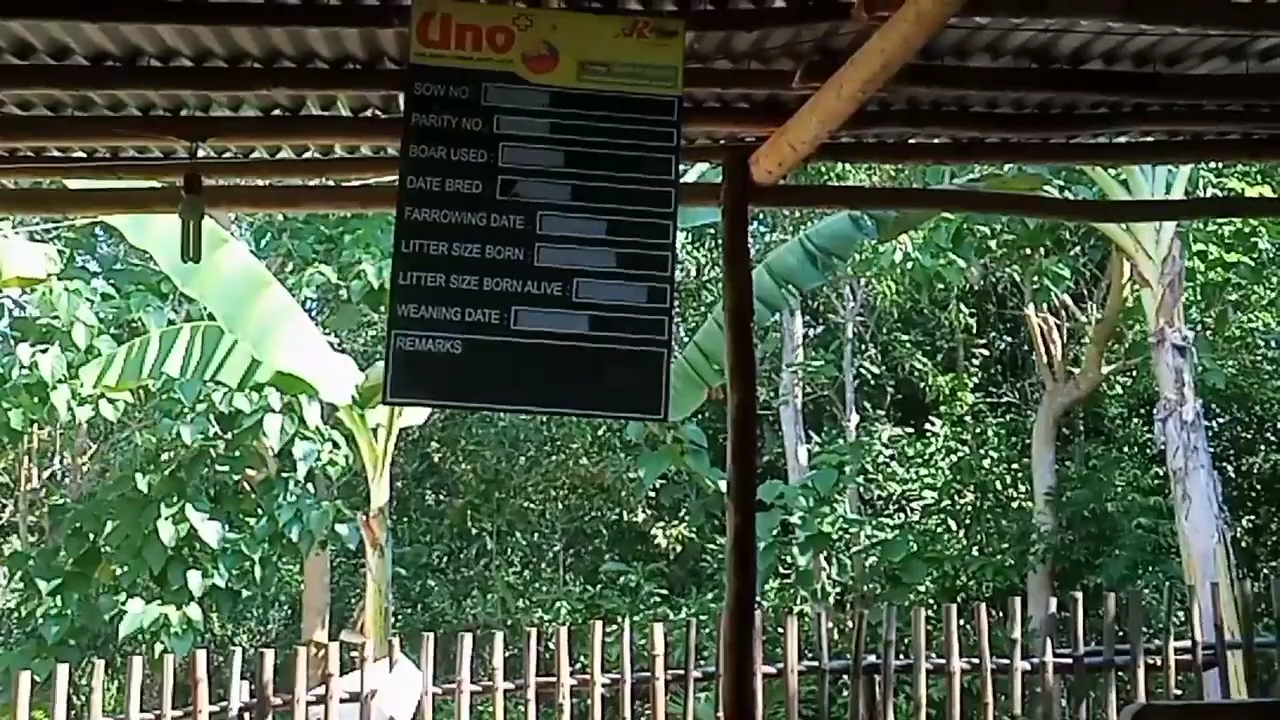 Uno+
SOW NO:
PARITY NO.:
BOAR USED :
DATE BRED
FARROWING DATE :
LITTER SIZE BORN :
LITTER SIZE BORN ALIVE :
WEANING DATE :
REMARKS